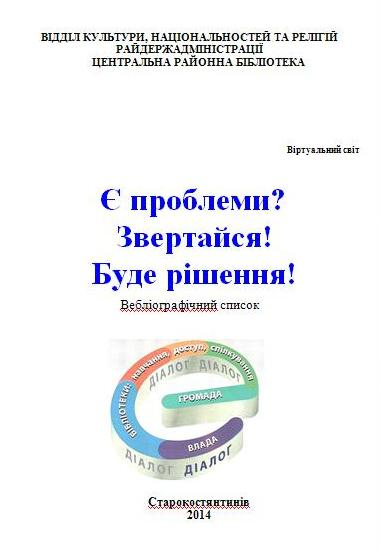 ВІДДІЛ КУЛЬТУРИ, НАЦІОНАЛЬНОСТЕЙ ТА РЕЛІГІЙ
РАЙДЕРЖАДМІНІСТРАЦІЇ
ЦЕНТРАЛЬНА РАЙОННА БІБЛІОТЕКА
Віртуальний світ
Є проблеми?
Звертайся!
Буде рішення!
Вебліографічний список
БІБЛІОТЕКИ: навчання, доступ, спілкування
ДІАЛОГ ДІАЛОГ
ГРОМАДА
ВЛАДА
ДІАЛОГ ДІАЛОГ
Старокостянтинів
2014